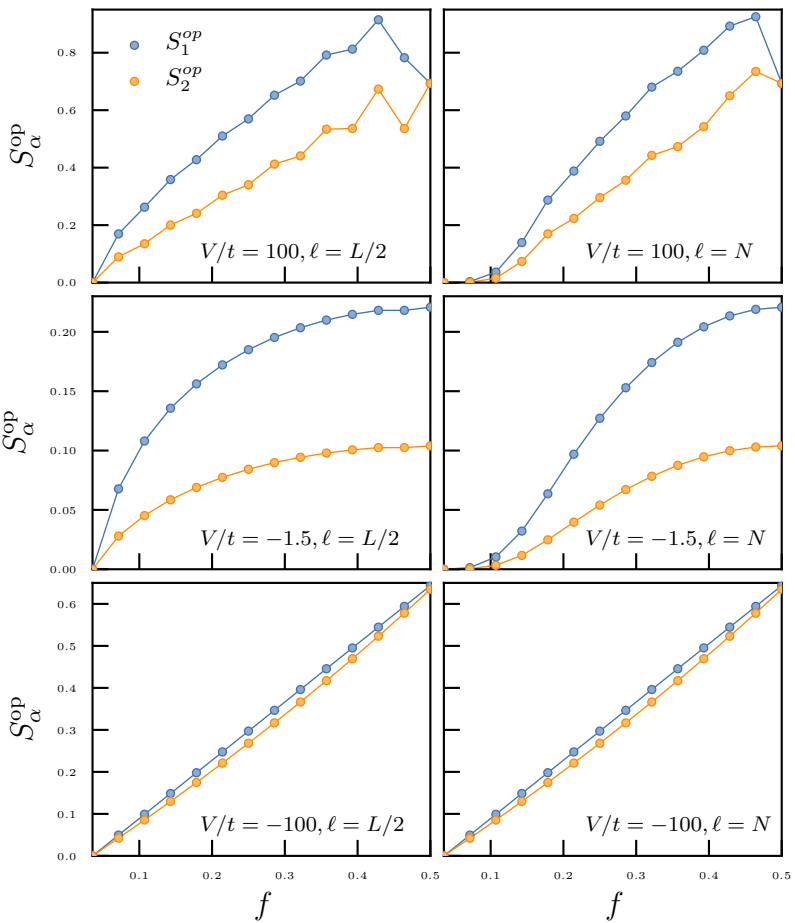 S_1^{op}
S_2^{op}
0.8
0.6
0.4
0.2
0.0
S_α^{op}
V/t = 100, ℓ = L/2
V/t = 100, ℓ = N
0.20
0.15
0.10
0.05
0.00
S_α^{op}
V/t = −1.5, ℓ = L/2
V/t = −1.5, ℓ = N
0.6
0.5
0.4
0.3
0.2
0.1
0.0
S_α^{op}
V/t = −100, ℓ = L/2
V/t = −100, ℓ = N
0.1 0.2 0.3 0.4 0.5
0.1 0.2 0.3 0.4 0.5
f
f